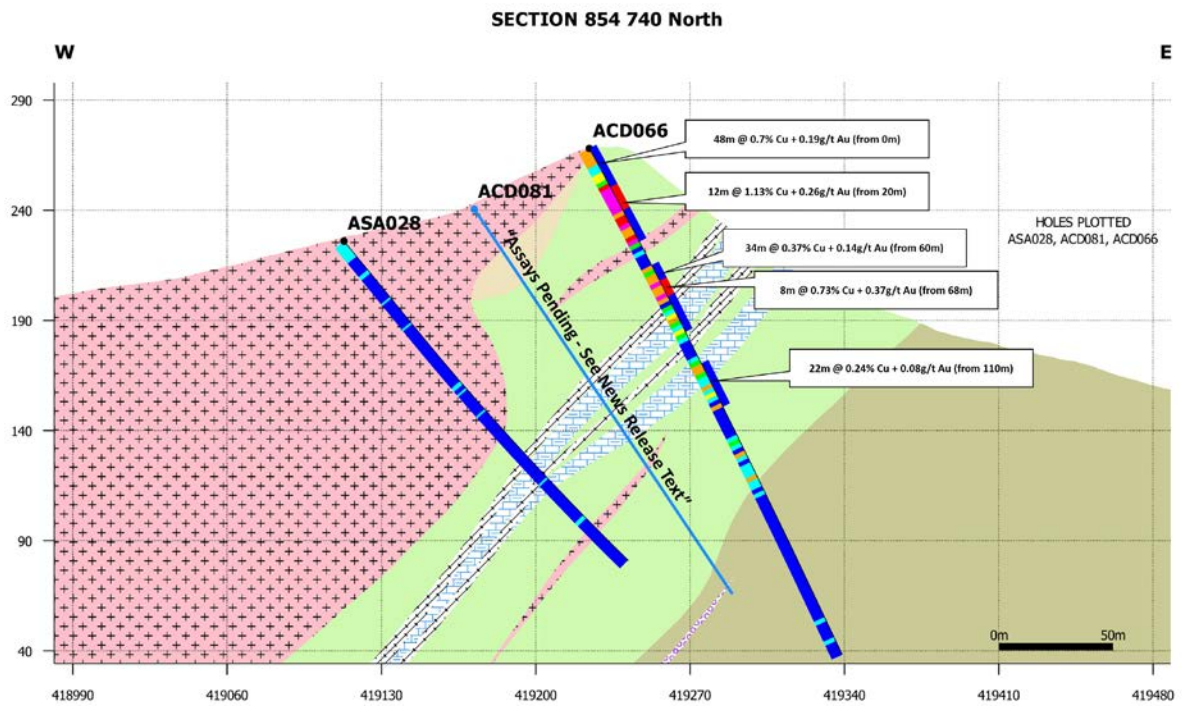 SECTION 854 740 North
W
E
290
240
190
140
90
40
ACD066
ACD081
ASA028
48m @ 0.7% Cu + 0.19g/t Au (from 0m)
12m @ 1.13% Cu + 0.26g/t Au (from 20m)
34m @ 0.37% Cu + 0.14g/t Au (from 60m)
8m @ 0.73% Cu + 0.37g/t Au (from 68m)
22m @ 0.24% Cu + 0.08g/t Au (from 110m)
HOLES PLOTTED
ASA028, ACD081, ACD066
"Assays Pending - See News Release Text"
0m 50m
418990 419060 419130 419200 419270 419340 419410 419480